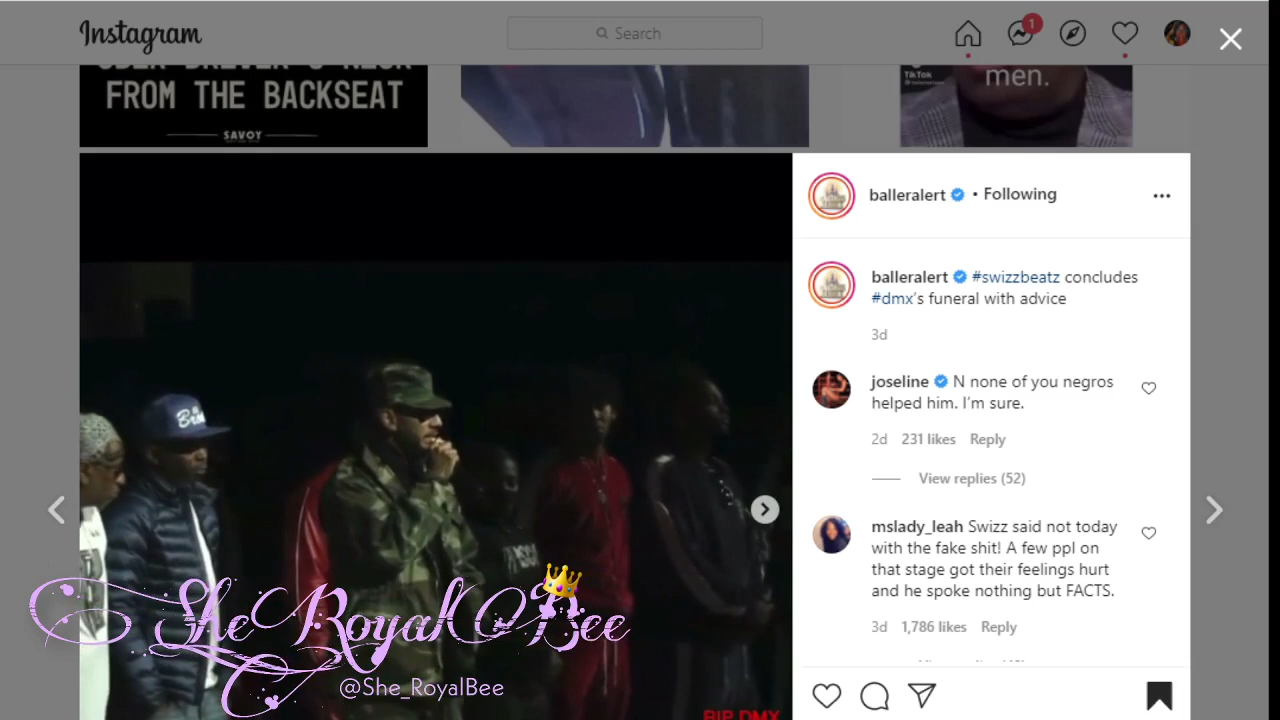 Instagram
Search
1
FROM THE BACKSEAT
SAVOY
TikTok
men.
balleralert • Following
balleralert #swizzbeatz concludes
#dmx's funeral with advice
3d
joseline N none of you negros
helped him. I'm sure.
2d 231 likes Reply
View replies (52)
mslady_leah Swizz said not today
with the fake shit! A few ppl on
that stage got their feelings hurt
and he spoke nothing but FACTS.
3d 1,786 likes Reply
SheRoyalBee
@She_RoyalBee
RIP DMX